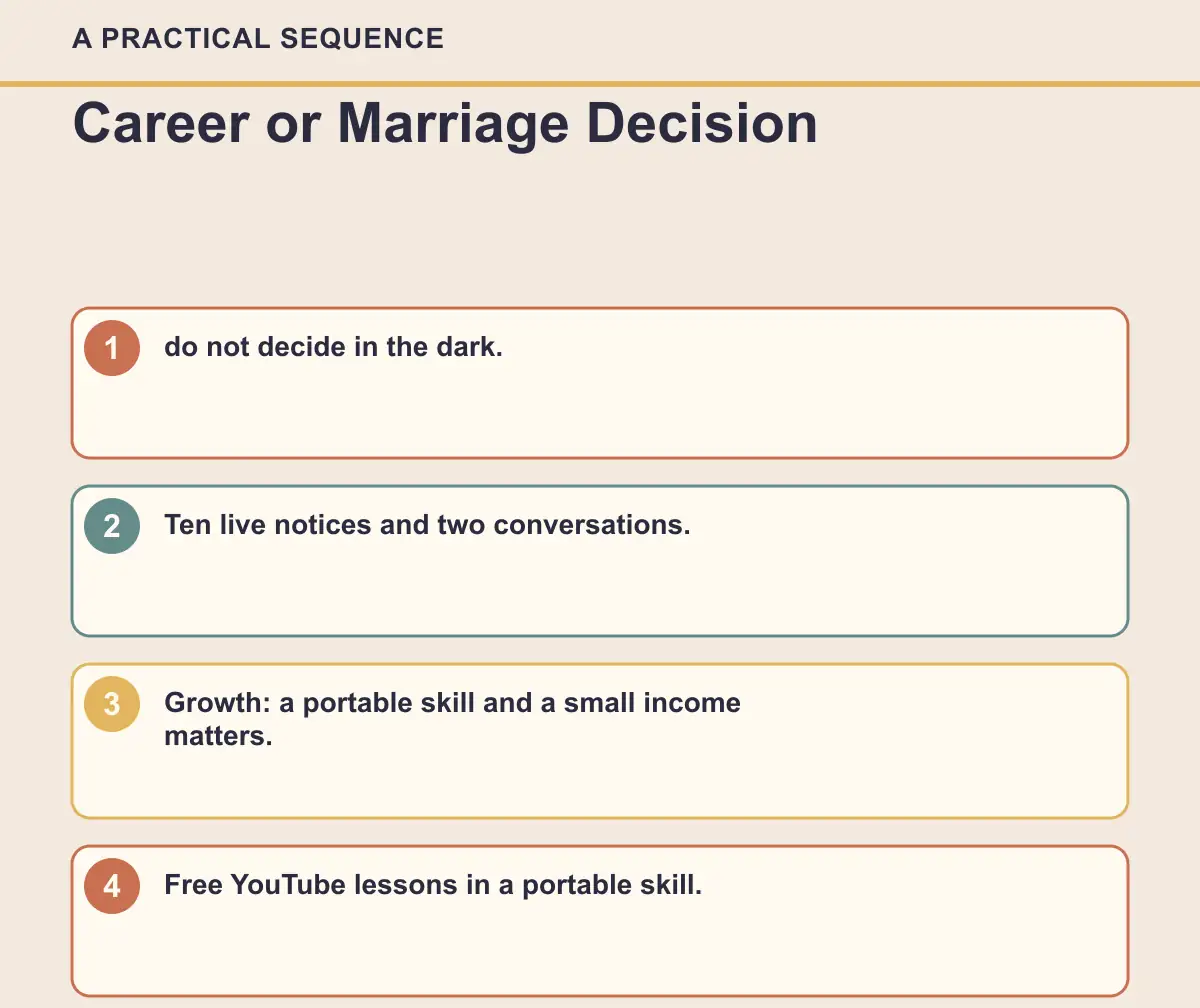 A PRACTICAL SEQUENCE
Career or Marriage Decision
1
do not decide in the dark.
2
Ten live notices and two conversations.
3
Growth: a portable skill and a small income
matters.
4
Free YouTube lessons in a portable skill.